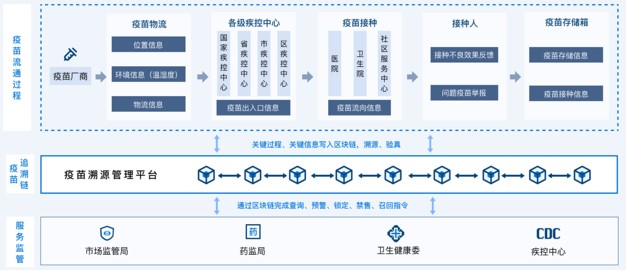 疫苗流通过程
疫苗厂商
疫苗物流
位置信息
环境信息（温湿度）
物流信息
各级疾控中心
国家疾控中心
省疾控中心
市疾控中心
区疾控中心
疫苗出入口信息
疫苗接种
医院
卫生院
社区服务中心
疫苗流向信息
接种人
接种不良效果反馈
问题疫苗举报
疫苗存储箱
疫苗存储信息
疫苗接种信息
关键过程、关键信息写入区块链，溯源、验真
疫苗追溯链
疫苗溯源管理平台
通过区块链完成查询、预警、锁定、禁售、召回指令
服务监管
市场监管局
药
药监局
卫生健康委
CDC
疾控中心